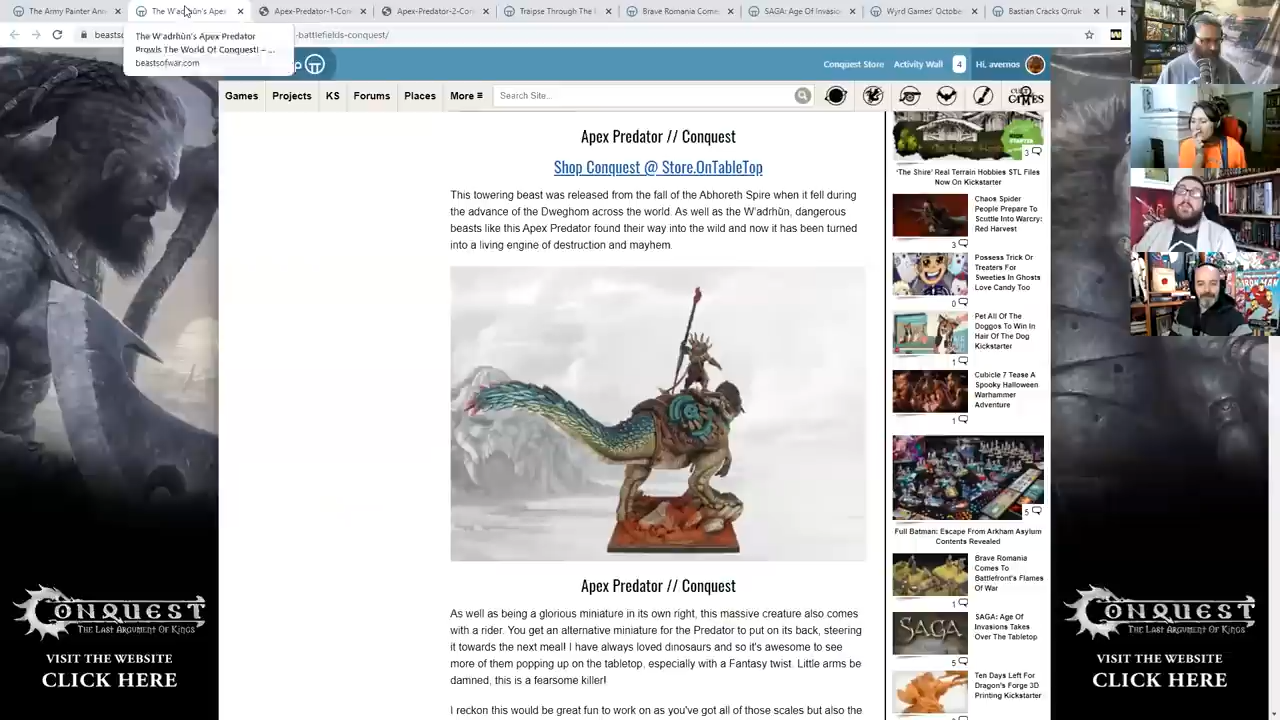 The Army Painter Ann
The W'adrhŭn's Apex
Apex-Predator-1-Con
Apex-Predator-2-Con
Traipse Through The
Brave Romania Come
SAGA: Age Of Invasio
Wyrd Games' Octobe
Bastian Cracks Orruk
beasts
-battlefields-conquest/
The W'adrhŭn's Apex Predator
Prowls The World Of Conquest! – ...
beastsofwar.com
Conquest Store
Activity Wall
4
Hi, avernos
Games
Projects
KS
Forums
Places
More ≡
Search Site...
GAMES
Apex Predator // Conquest
Shop Conquest @ Store.OnTableTop
This towering beast was released from the fall of the Abhoreth Spire when it fell during
the advance of the Dweghom across the world. As well as the W'adrhŭn, dangerous
beasts like this Apex Predator found their way into the wild and now it has been turned
into a living engine of destruction and mayhem.
Apex Predator // Conquest
As well as being a glorious miniature in its own right, this massive creature also comes
with a rider. You get an alternative miniature for the Predator to put on its back, steering
it towards the next meal! I have always loved dinosaurs and so it's awesome to see
more of them popping up on the tabletop, especially with a Fantasy twist. Little arms be
damned, this is a fearsome killer!
I reckon this would be great fun to work on as you've got all of those scales but also the
3
'The Shire' Real Terrain Hobbies STL Files
Now On Kickstarter
Chaos Spider
People Prepare To
Scuttle Into Warcry:
Red Harvest
3
Possess Trick Or
Treaters For
Sweeties In Ghosts
Love Candy Too
0
Pet All Of The
Doggos To Win In
Hair Of The Dog
Kickstarter
1
Cubicle 7 Tease A
Spooky Halloween
Warhammer
Adventure
1
5
Full Batman: Escape From Arkham Asylum
Contents Revealed
Brave Romania
Comes To
Battlefront's Flames
Of War
1
SAGA
SAGA: Age Of
Invasions Takes
Over The Tabletop
5
Ten Days Left For
Dragon's Forge 3D
Printing Kickstarter
CONQUEST
THE LAST ARGUMENT OF KINGS
VISIT THE WEBSITE
CLICK HERE
CONQUEST
THE LAST ARGUMENT OF KINGS
VISIT THE WEBSITE
CLICK HERE
IRON MAN